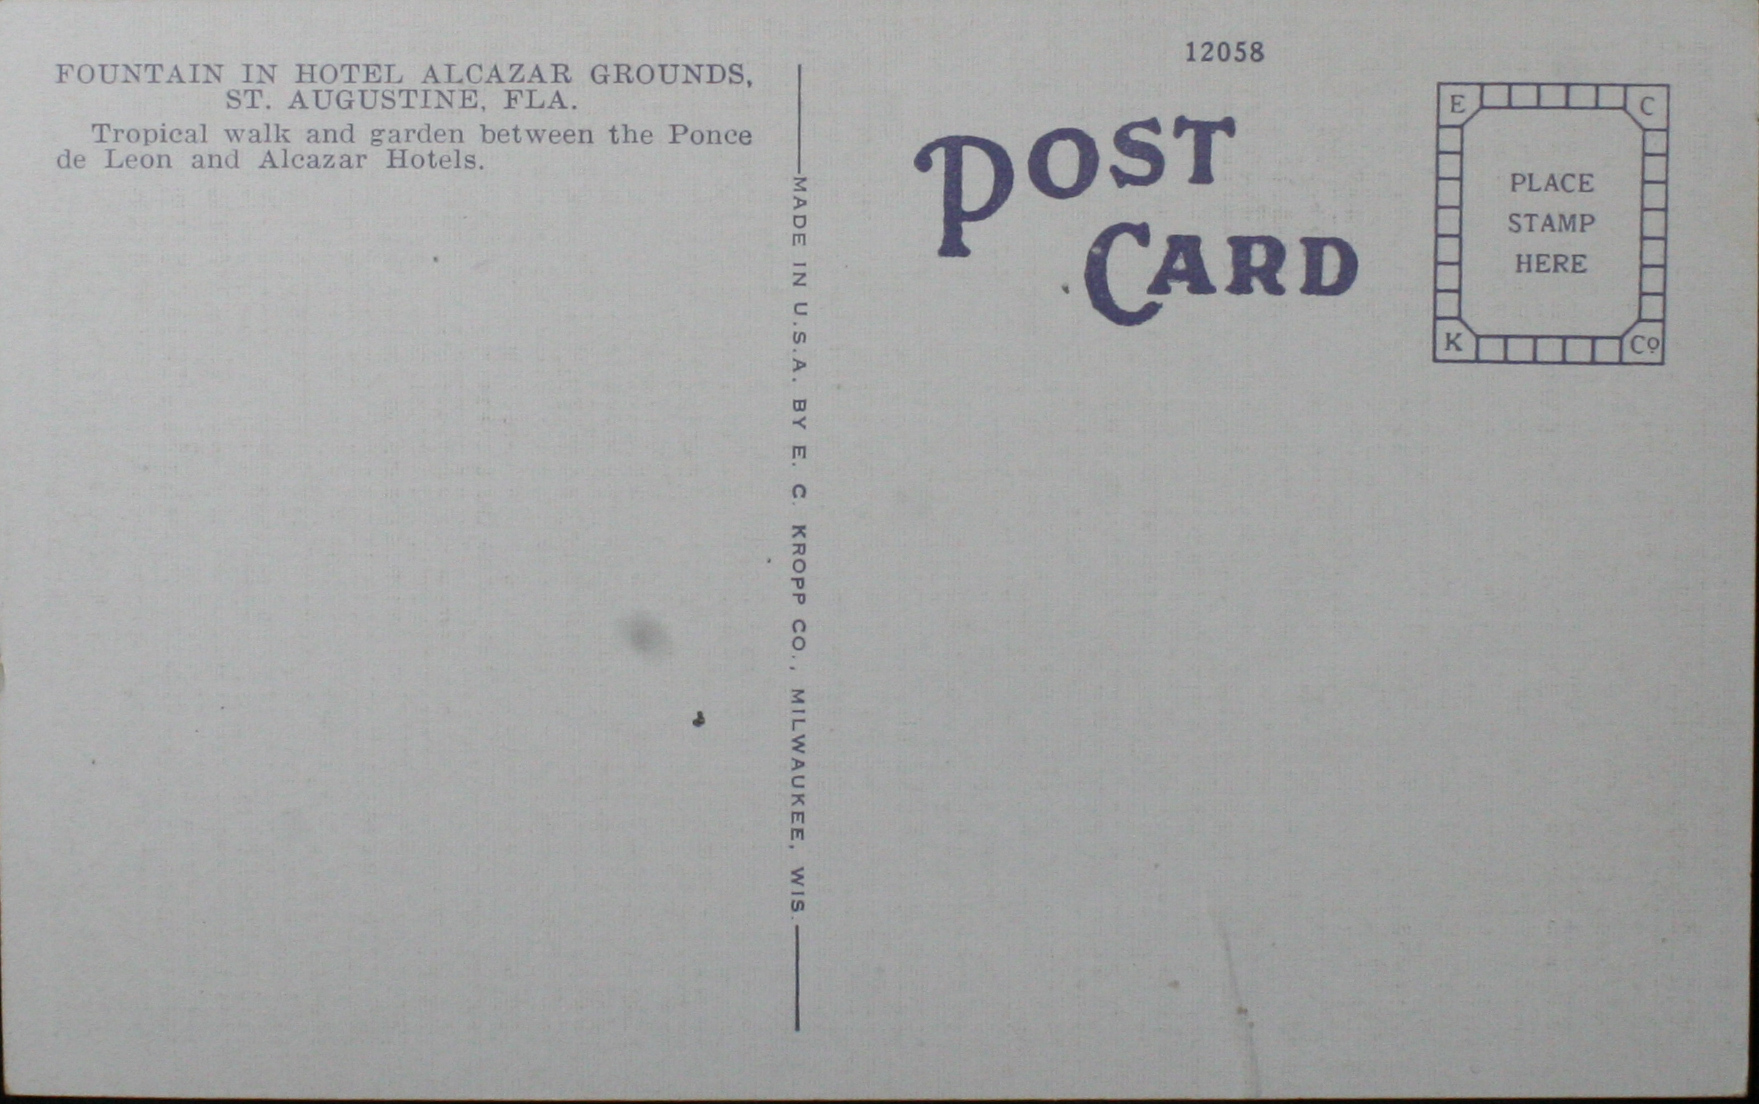 FOUNTAIN IN HOTEL ALCAZAR GROUNDS,
ST. AUGUSTINE, FLA.
Tropical walk and garden between the Ponce
de Leon and Alcazar Hotels.
MADE IN U.S.A. BY E. C. KROPP CO., MILWAUKEE, WIS.
12058
POST
CARD
E C
PLACE
STAMP
HERE
K Co